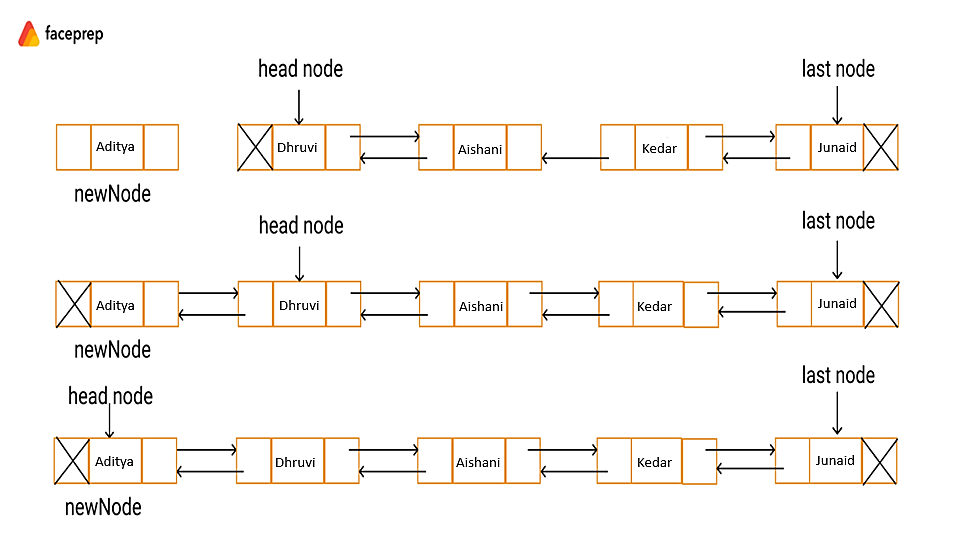 faceprep
head node
last node
Aditya
Dhruvi
Aishani
Kedar
Junaid
newNode
head node
last node
Aditya
Dhruvi
Aishani
Kedar
Junaid
newNode
head node
last node
Aditya
Dhruvi
Aishani
Kedar
Junaid
newNode